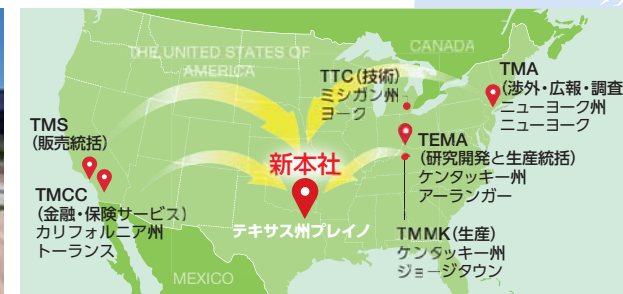 THE UNITED STATES OF
AMERICA
CANADA
TTC(技術)
ミシガン州
ヨーク
TMA
(渉外・広報・調査
ニューヨーク州
ニューヨーク
TMS
(販売統括)
TEMA
(研究開発と生産統括)
ケンタッキー州
アーランガー
新本社
テキサス州プレイノ
TMCC
(金融・保険サービス)
カリフォルニア州
トーランス
TMMK(生産)
ケンタッキー州
ジョージタウン
MEXICO